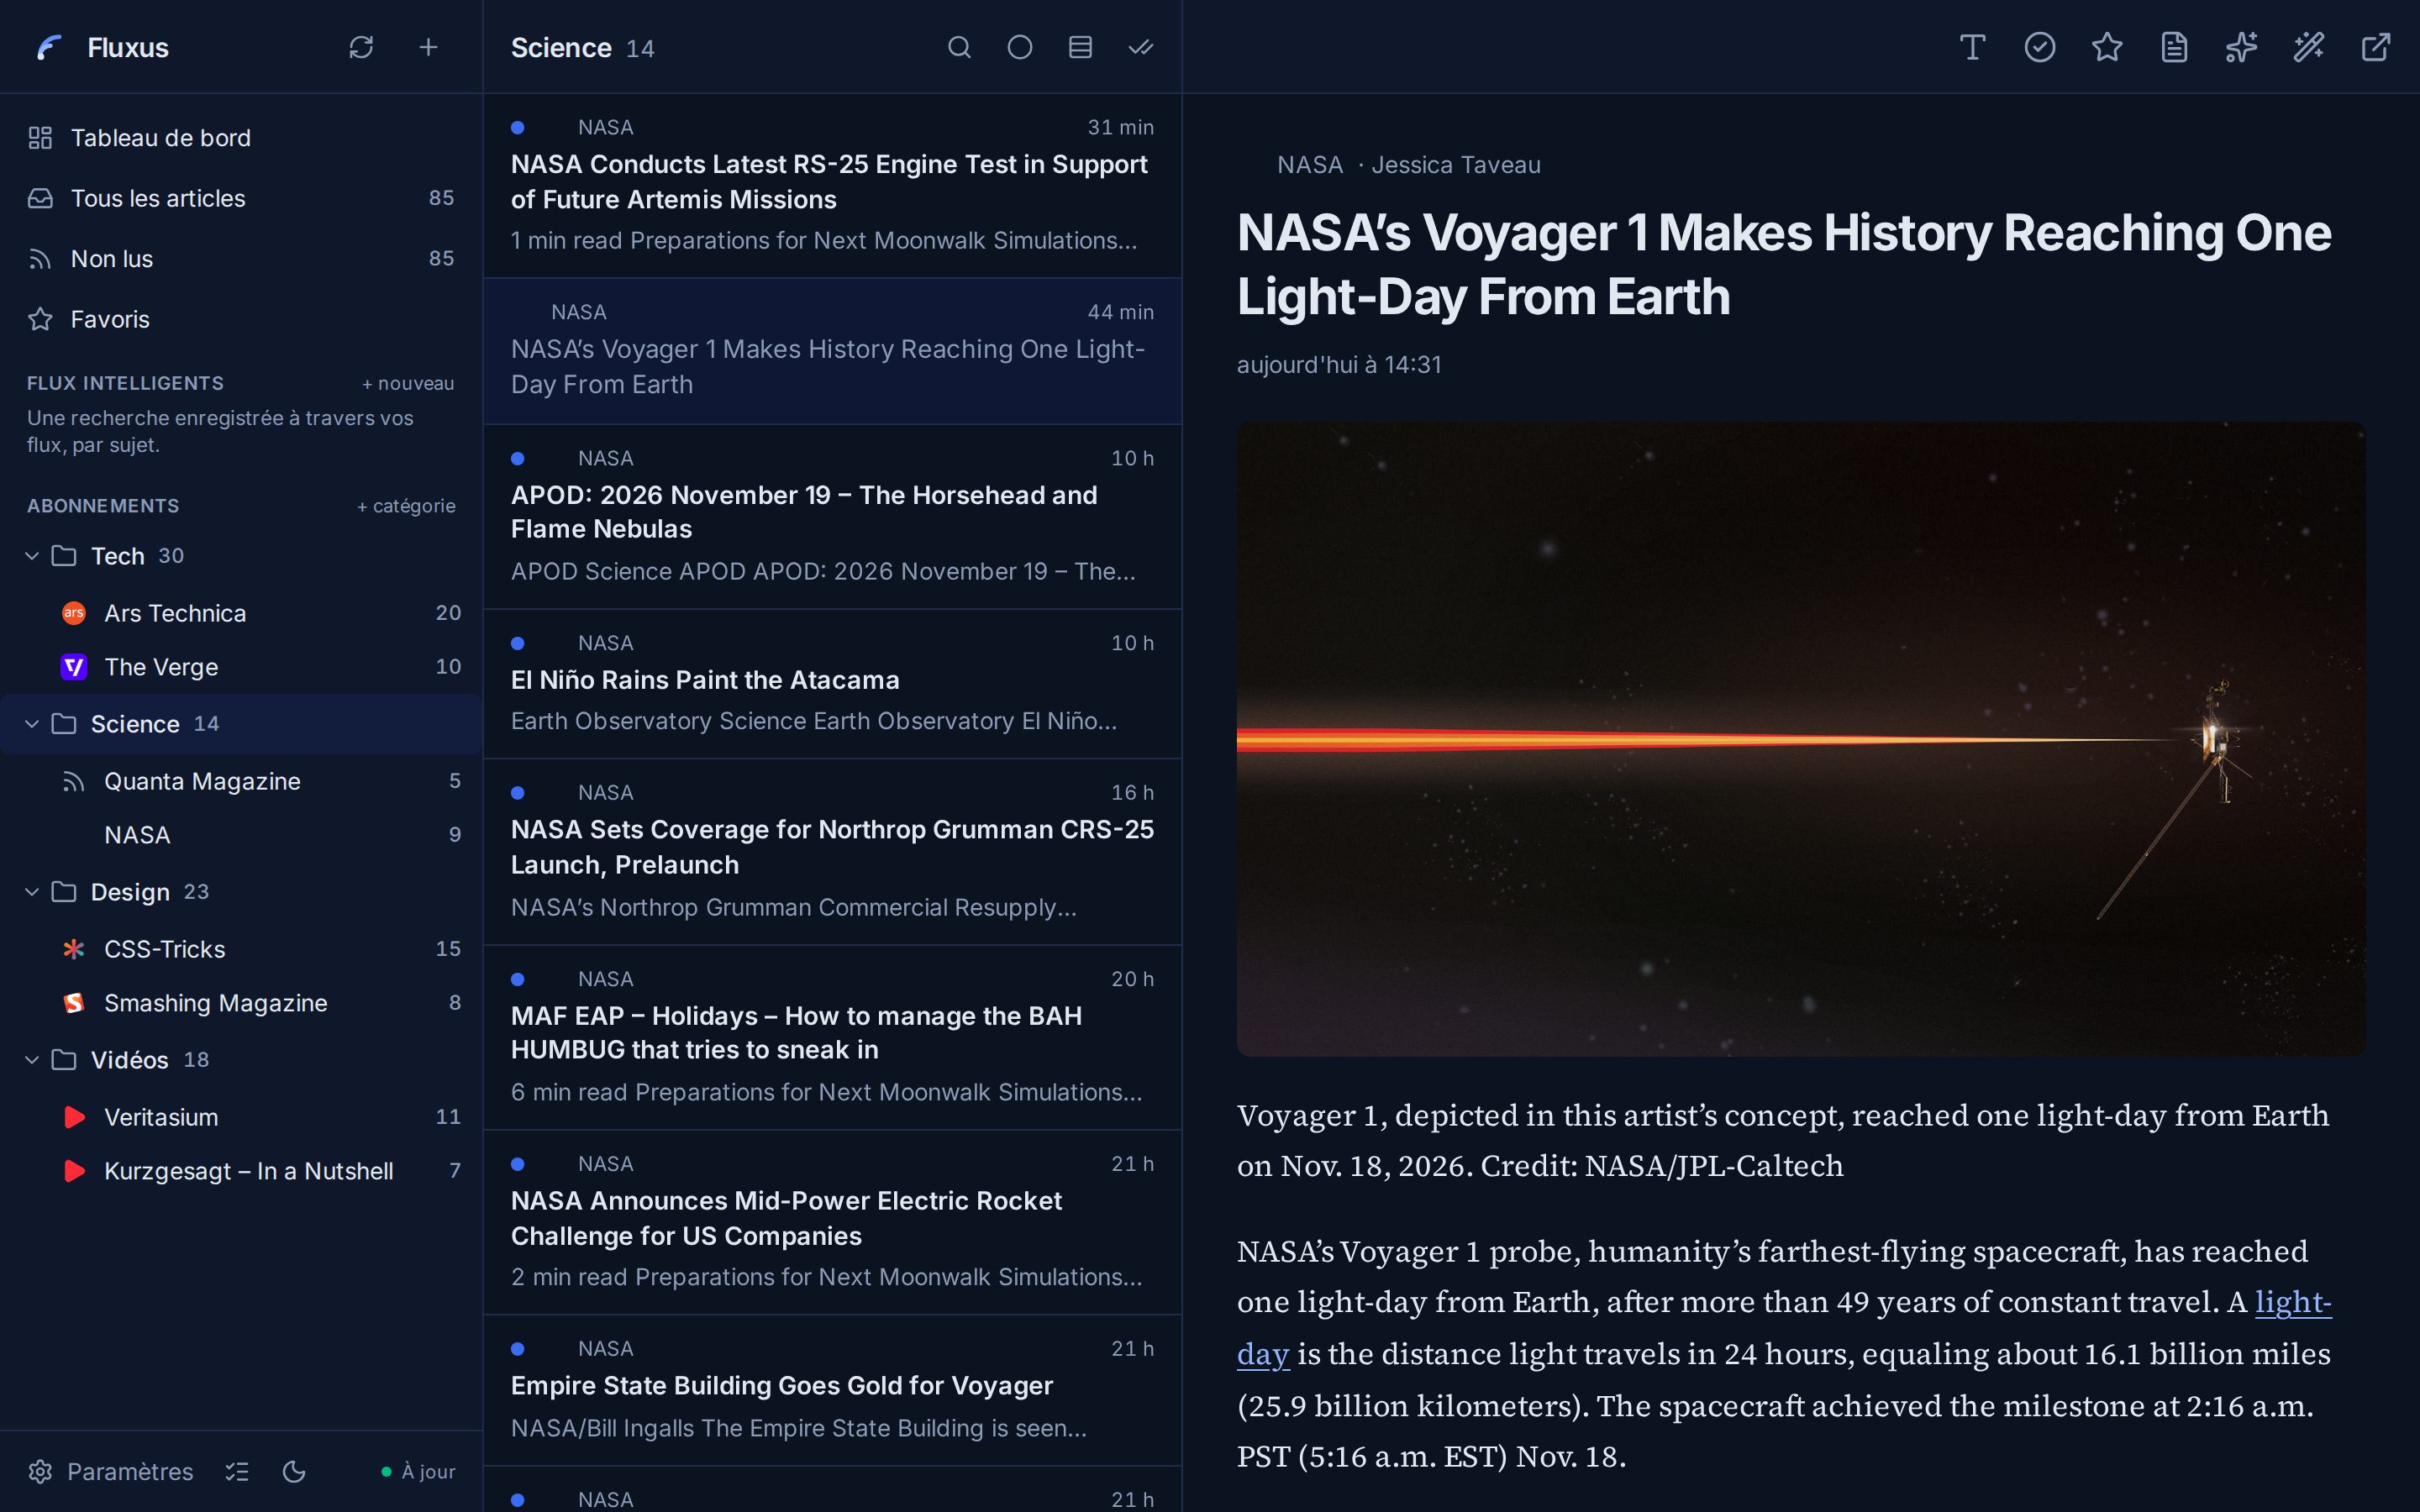 Fluxus
Tableau de bord
Tous les articles 85
Non lus 85
Favoris
FLUX INTELLIGENTS + nouveau
Une recherche enregistrée à travers vos
flux, par sujet.
ABONNEMENTS + catégorie
Tech 30
ars Ars Technica 20
The Verge 10
Science 14
Quanta Magazine 5
NASA 9
Design 23
CSS-Tricks 15
Smashing Magazine 8
Vidéos 18
Veritasium 11
Kurzgesagt – In a Nutshell 7
Paramètres À jour
Science 14
NASA 31 min
NASA Conducts Latest RS-25 Engine Test in Support
of Future Artemis Missions
1 min read Preparations for Next Moonwalk Simulations...
NASA 44 min
NASA’s Voyager 1 Makes History Reaching One Light-
Day From Earth
NASA 10 h
APOD: 2026 November 19 – The Horsehead and
Flame Nebulas
APOD Science APOD APOD: 2026 November 19 – The...
NASA 10 h
El Niño Rains Paint the Atacama
Earth Observatory Science Earth Observatory El Niño...
NASA 16 h
NASA Sets Coverage for Northrop Grumman CRS-25
Launch, Prelaunch
NASA’s Northrop Grumman Commercial Resupply...
NASA 20 h
MAF EAP – Holidays – How to manage the BAH
HUMBUG that tries to sneak in
6 min read Preparations for Next Moonwalk Simulations...
NASA 21 h
NASA Announces Mid-Power Electric Rocket
Challenge for US Companies
2 min read Preparations for Next Moonwalk Simulations...
NASA 21 h
Empire State Building Goes Gold for Voyager
NASA/Bill Ingalls The Empire State Building is seen...
NASA 21 h
NASA · Jessica Taveau
NASA’s Voyager 1 Makes History Reaching One
Light-Day From Earth
aujourd'hui à 14:31
Voyager 1, depicted in this artist’s concept, reached one light-day from Earth
on Nov. 18, 2026. Credit: NASA/JPL-Caltech
NASA’s Voyager 1 probe, humanity’s farthest-flying spacecraft, has reached
one light-day from Earth, after more than 49 years of constant travel. A light-
day is the distance light travels in 24 hours, equaling about 16.1 billion miles
(25.9 billion kilometers). The spacecraft achieved the milestone at 2:16 a.m.
PST (5:16 a.m. EST) Nov. 18.